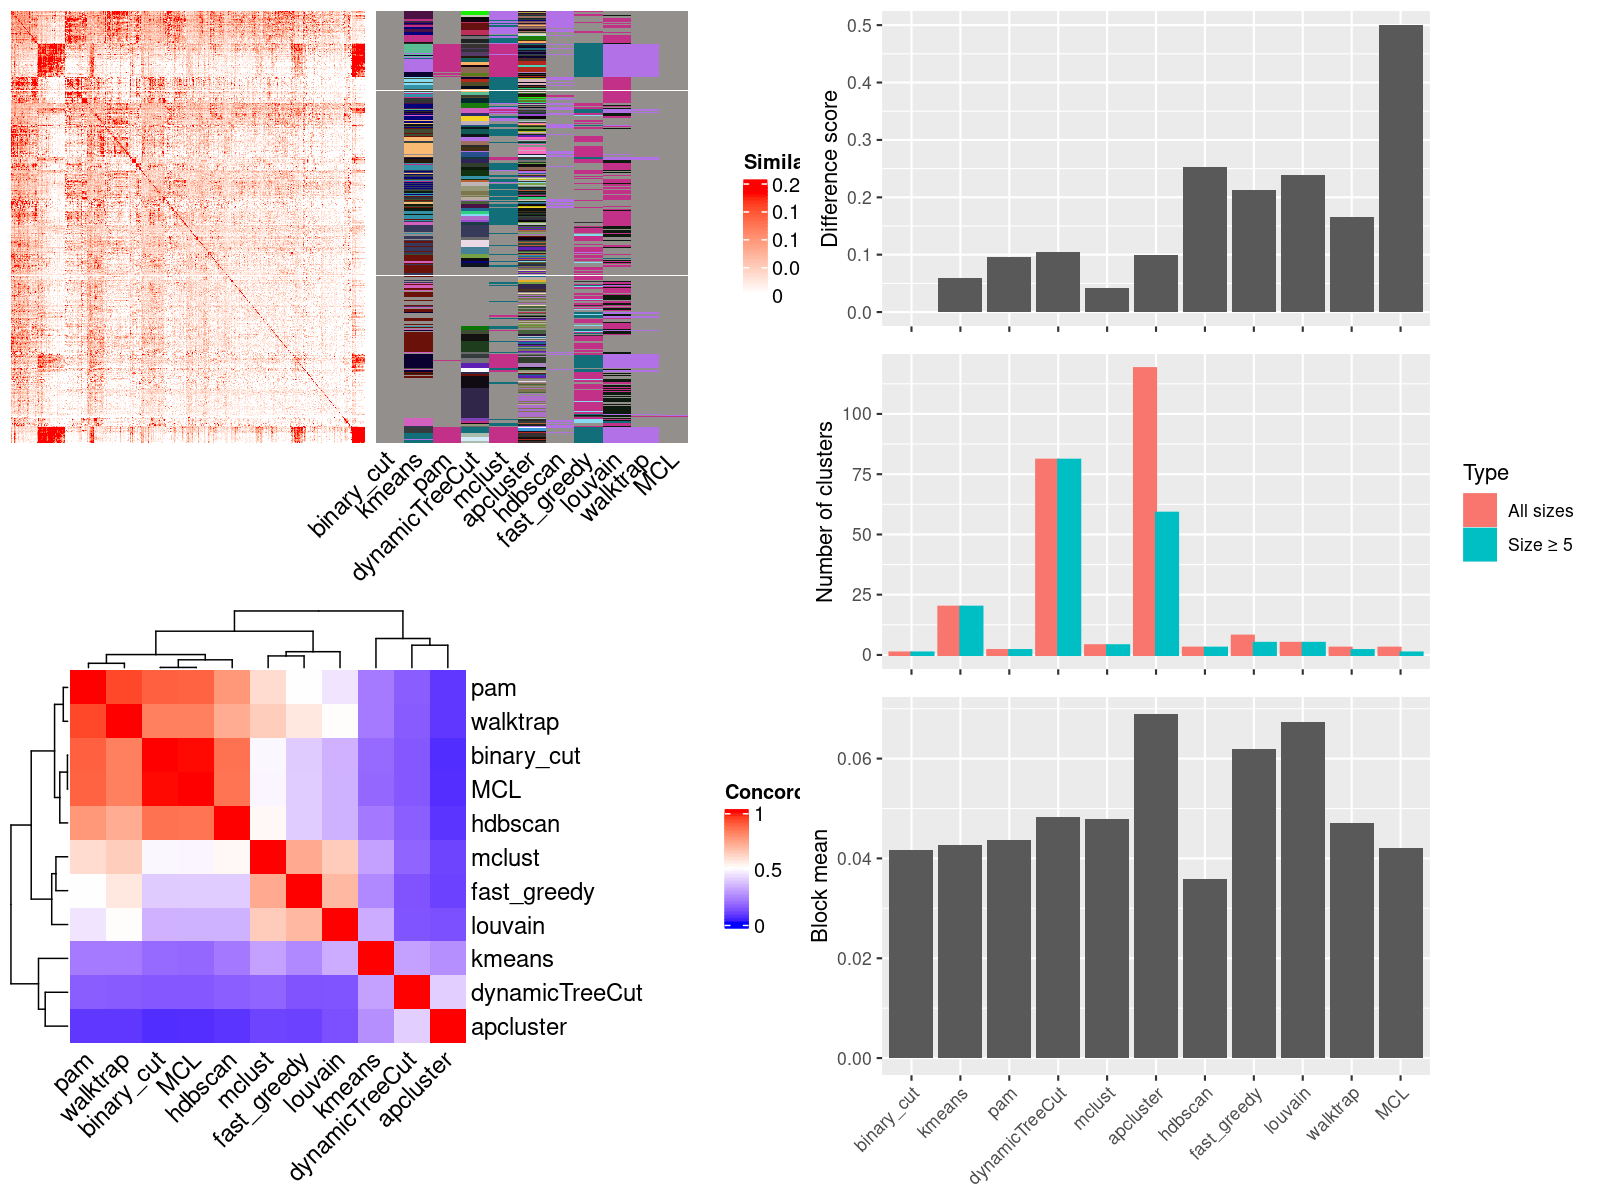 Simila
0.2
0.1
0.1
0.0
0
binary_cut
kmeans
pam
dynamicTreeCut
mclust
apcluster
hdbscan
fast_greedy
louvain
walktrap
MCL
pam
walktrap
binary_cut
MCL
hdbscan
mclust
fast_greedy
louvain
kmeans
dynamicTreeCut
apcluster
pam
walktrap
binary_cut
MCL
hdbscan
mclust
fast_greedy
louvain
kmeans
dynamicTreeCut
apcluster
Concord
1
0.5
0
Difference score
0.5
0.4
0.3
0.2
0.1
0.0
Number of clusters
100
75
50
25
0
Type
All sizes
Size ≥ 5
Block mean
0.06
0.04
0.02
0.00
binary_cut
kmeans
pam
dynamicTreeCut
mclust
apcluster
hdbscan
fast_greedy
louvain
walktrap
MCL